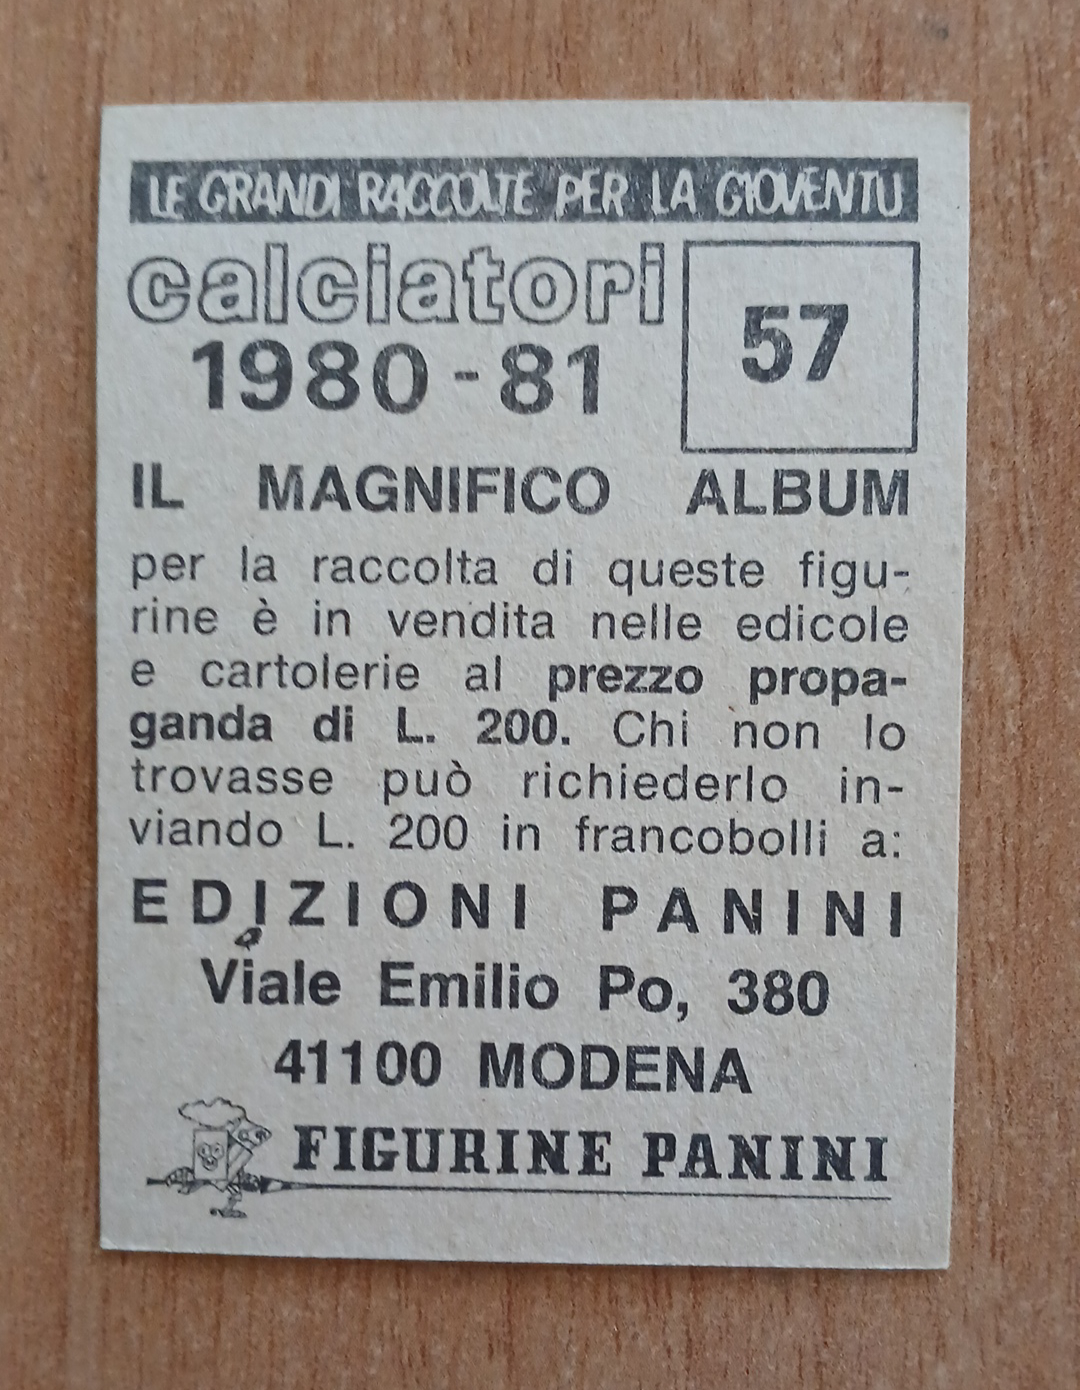 LE GRANDI RACCOLTE PER LA GIOVENTU
calciatori
1980-81
57
IL MAGNIFICO ALBUM
per la raccolta di queste figu-
rine è in vendita nelle edicole
e cartolerie al prezzo propa-
ganda di L. 200. Chi non lo
trovasse può richiederlo in-
viando L. 200 in francobolli a:
EDIZIONI PANINI
Viale Emilio Po, 380
41100 MODENA
FIGURINE PANINI